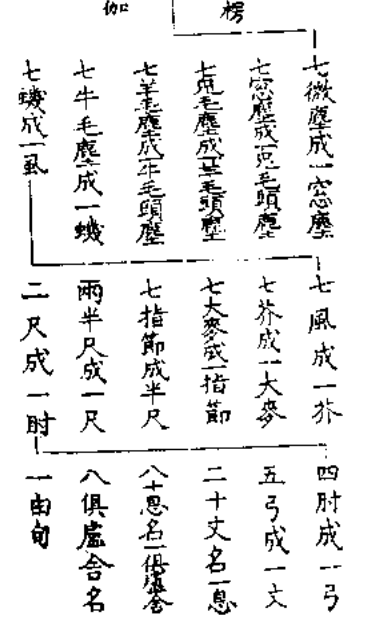 楞
伽
七微塵成一窓塵
七窓塵成一兎毛頭塵
七兎毛塵成一羊毛頭塵
七羊毛塵成一牛毛頭塵
七牛毛塵成一蟣
七蟣成一虱
七風成一芥
七芥成一大麥
七大麥成一指節
七指節成半尺
兩半尺成一尺
二尺成一肘
四肘成一弓
五弓成一丈
二十丈名一息
八十息名一俱盧舍
八俱盧舍名
一由旬